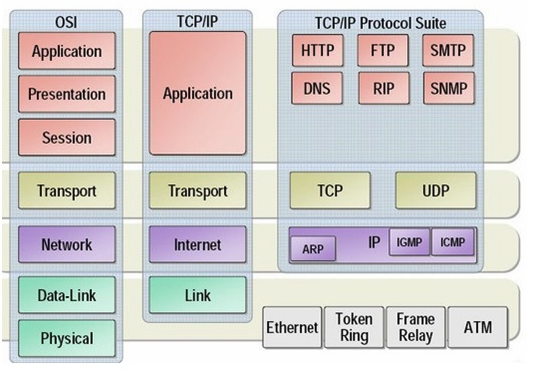 OSI
TCP/IP
TCP/IP Protocol Suite
Application
Presentation
Session
Application
HTTP
FTP
SMTP
DNS
RIP
SNMP
Transport
Transport
TCP
UDP
Network
Internet
ARP
IP
IGMP
ICMP
Data-Link
Physical
Link
Ethernet
Token
Ring
Frame
Relay
ATM